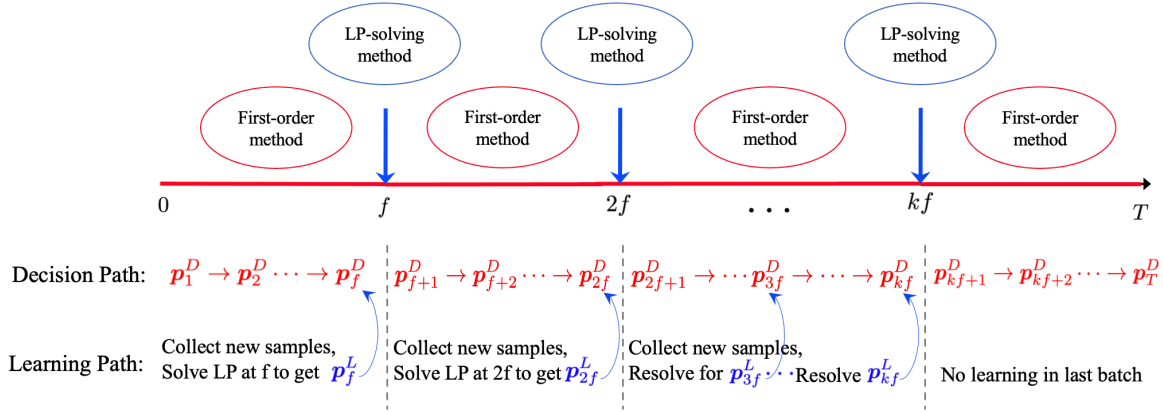 LP-solving
method
LP-solving
method
LP-solving
method
First-order
method
First-order
method
First-order
method
First-order
method
0 f 2f ... kf T
Decision Path: p_1^D → p_2^D ··· → p_f^D p_{f+1}^D → p_{f+2}^D ··· → p_{2f}^D p_{2f+1}^D → ··· p_{3f}^D → ··· → p_{kf}^D p_{kf+1}^D → p_{kf+2}^D ··· → p_T^D
Learning Path:
Collect new samples,
Solve LP at f to get p_f^L
Collect new samples,
Solve LP at 2f to get p_{2f}^L
Collect new samples,
Resolve for p_{3f}^L ··· Resolve p_{kf}^L
No learning in last batch